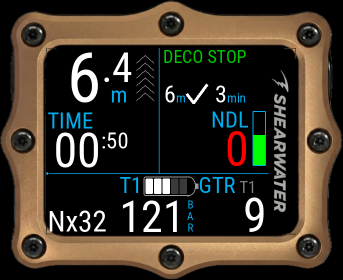 DECO STOP
6.4 m
6m ✓ 3min
TIME
00:50
NDL
0
T1 GTR T1
Nx32 121 BAR 9
SHEARWATER